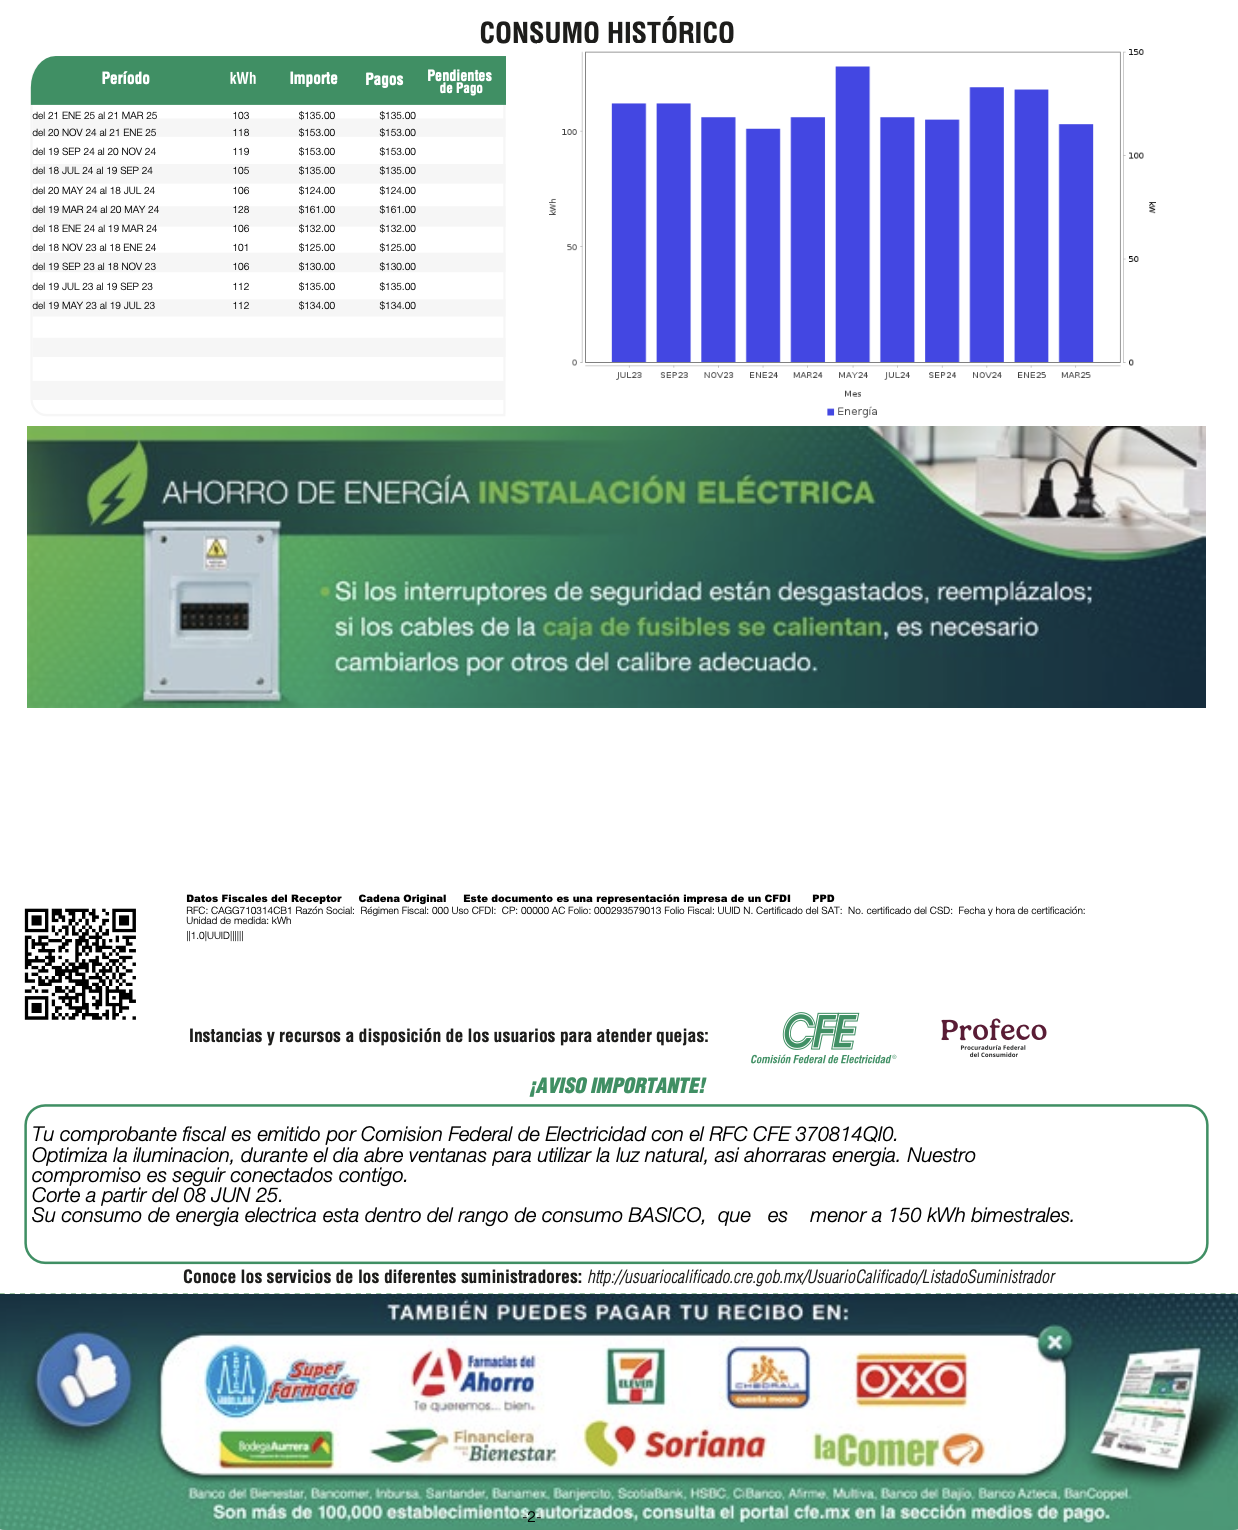 CONSUMO HISTÓRICO
Período kWh Importe Pagos Pendientes de Pago
del 21 ENE 25 al 21 MAR 25 103 $135.00 $135.00
del 20 NOV 24 al 21 ENE 25 118 $153.00 $153.00
del 19 SEP 24 al 20 NOV 24 119 $153.00 $153.00
del 18 JUL 24 al 19 SEP 24 105 $135.00 $135.00
del 20 MAY 24 al 18 JUL 24 106 $124.00 $124.00
del 19 MAR 24 al 20 MAY 24 128 $161.00 $161.00
del 18 ENE 24 al 19 MAR 24 106 $132.00 $132.00
del 18 NOV 23 al 18 ENE 24 101 $125.00 $125.00
del 19 SEP 23 al 18 NOV 23 106 $130.00 $130.00
del 19 JUL 23 al 19 SEP 23 112 $135.00 $135.00
del 19 MAY 23 al 19 JUL 23 112 $134.00 $134.00
150
100
100
kWh
kW
50
50
0
0
JUL23 SEP23 NOV23 ENE24 MAR24 MAY24 JUL24 SEP24 NOV24 ENE25 MAR25
Mes
Energía
AHORRO DE ENERGÍA INSTALACIÓN ELÉCTRICA
• Si los interruptores de seguridad están desgastados, reemplázalos;
si los cables de la caja de fusibles se calientan, es necesario
cambiarlos por otros del calibre adecuado.
Datos Fiscales del Receptor Cadena Original Este documento es una representación impresa de un CFDI PPD
RFC: CAGG710314CB1 Razón Social: Régimen Fiscal: 000 Uso CFDI: CP: 00000 AC Folio: 000293579013 Folio Fiscal: UUID N. Certificado del SAT: No. certificado del CSD: Fecha y hora de certificación:
Unidad de medida: kWh
||1.0|UUID||||||
Instancias y recursos a disposición de los usuarios para atender quejas:
CFE
Comisión Federal de Electricidad®
Profeco
Procuraduría Federal
del Consumidor
¡AVISO IMPORTANTE!
Tu comprobante fiscal es emitido por Comision Federal de Electricidad con el RFC CFE 370814QI0.
Optimiza la iluminacion, durante el dia abre ventanas para utilizar la luz natural, asi ahorraras energia. Nuestro
compromiso es seguir conectados contigo.
Corte a partir del 08 JUN 25.
Su consumo de energia electrica esta dentro del rango de consumo BASICO, que es menor a 150 kWh bimestrales.
Conoce los servicios de los diferentes suministradores: http://usuariocalificado.cre.gob.mx/UsuarioCalificado/ListadoSuministrador
TAMBIÉN PUEDES PAGAR TU RECIBO EN:
Super Farmacia
Farmacias del Ahorro
Te queremos... bien.
7 ELEVEN
CHEDRAUI
cuesta menos
OXXO
Bodega Aurrera
Financiera para el Bienestar
Soriana
laComer
Banco del Bienestar, Bancomer, Inbursa, Santander, Banamex, Banjercito, ScotiaBank, HSBC, CiBanco, Afirme, Multiva, Banco del Bajío, Banco Azteca, BanCoppel.
Son más de 100,000 establecimientos autorizados, consulta el portal cfe.mx en la sección medios de pago.
-2-